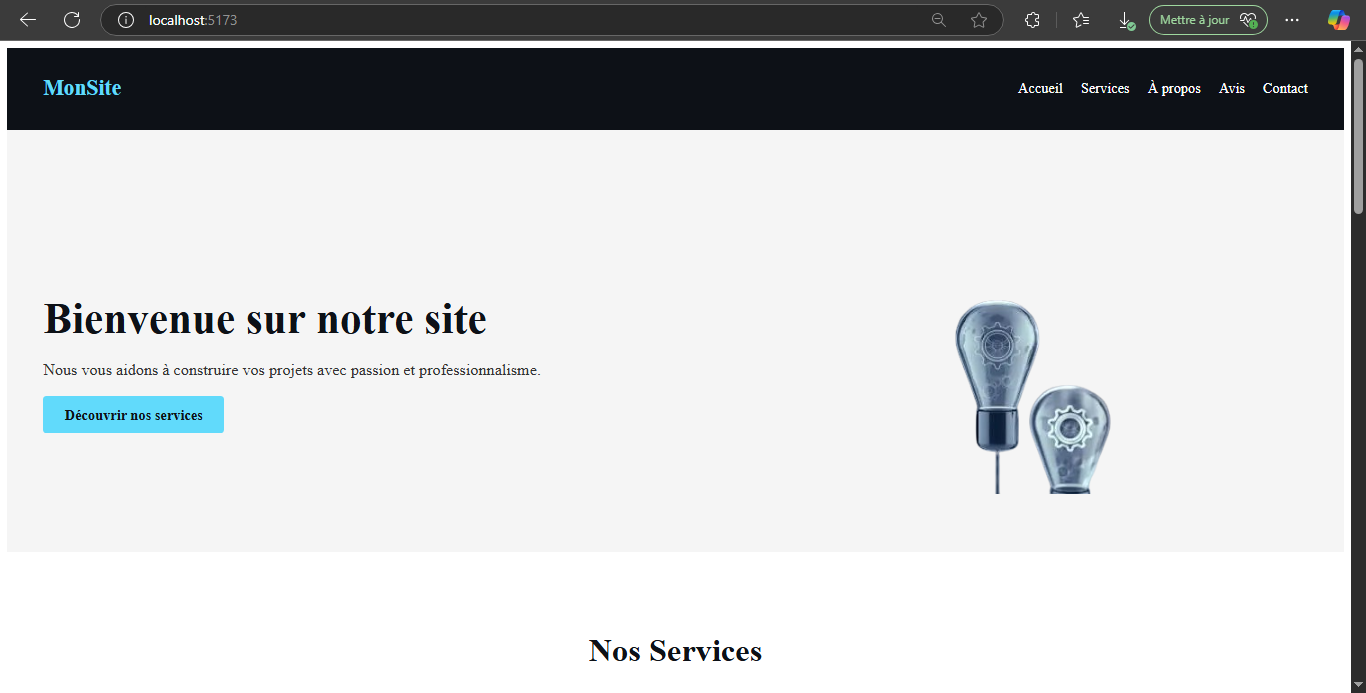 localhost:5173
Mettre à jour
MonSite
Accueil Services À propos Avis Contact
Bienvenue sur notre site
Nous vous aidons à construire vos projets avec passion et professionnalisme.
Découvrir nos services
Nos Services